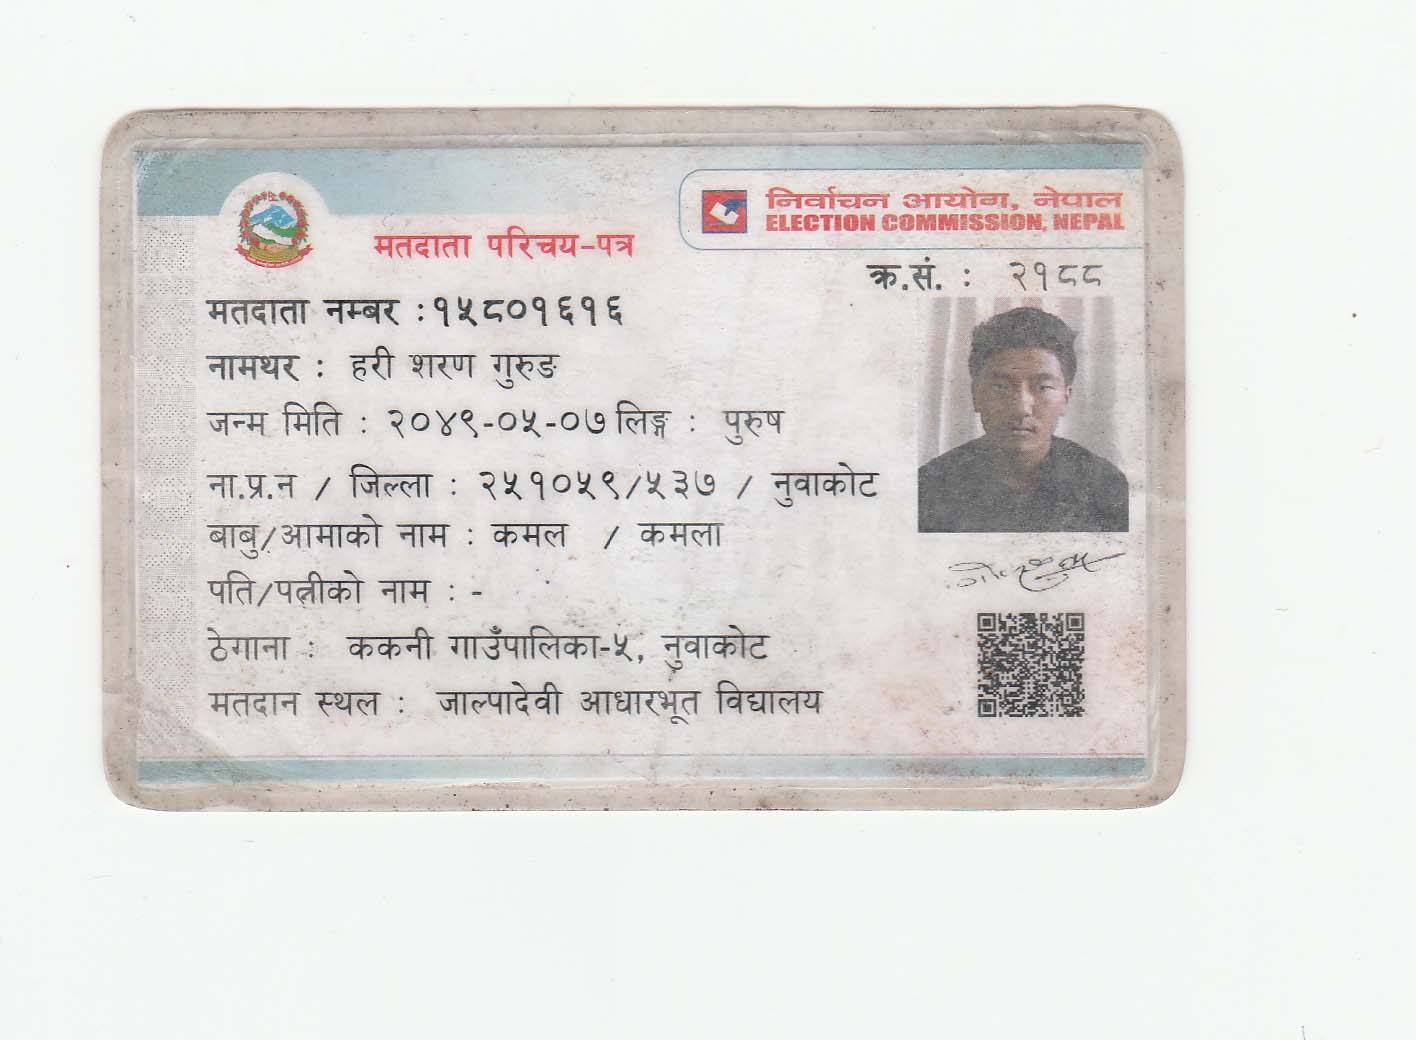 निर्वाचन आयोग, नेपाल
ELECTION COMMISSION, NEPAL
मतदाता परिचय-पत्र
क्र.सं. : २१८८
मतदाता नम्बर :१५८०१६१६
नामथर : हरी शरण गुरुङ
जन्म मिति : २०४९-०५-०७ लिङ्ग : पुरुष
ना.प्र.न / जिल्ला : २५१०५९/५३७ / नुवाकोट
बाबु/आमाको नाम : कमल / कमला
पति/पत्नीको नाम : -
ठेगाना : ककनी गाउँपालिका-५, नुवाकोट
मतदान स्थल : जाल्पादेवी आधारभूत विद्यालय